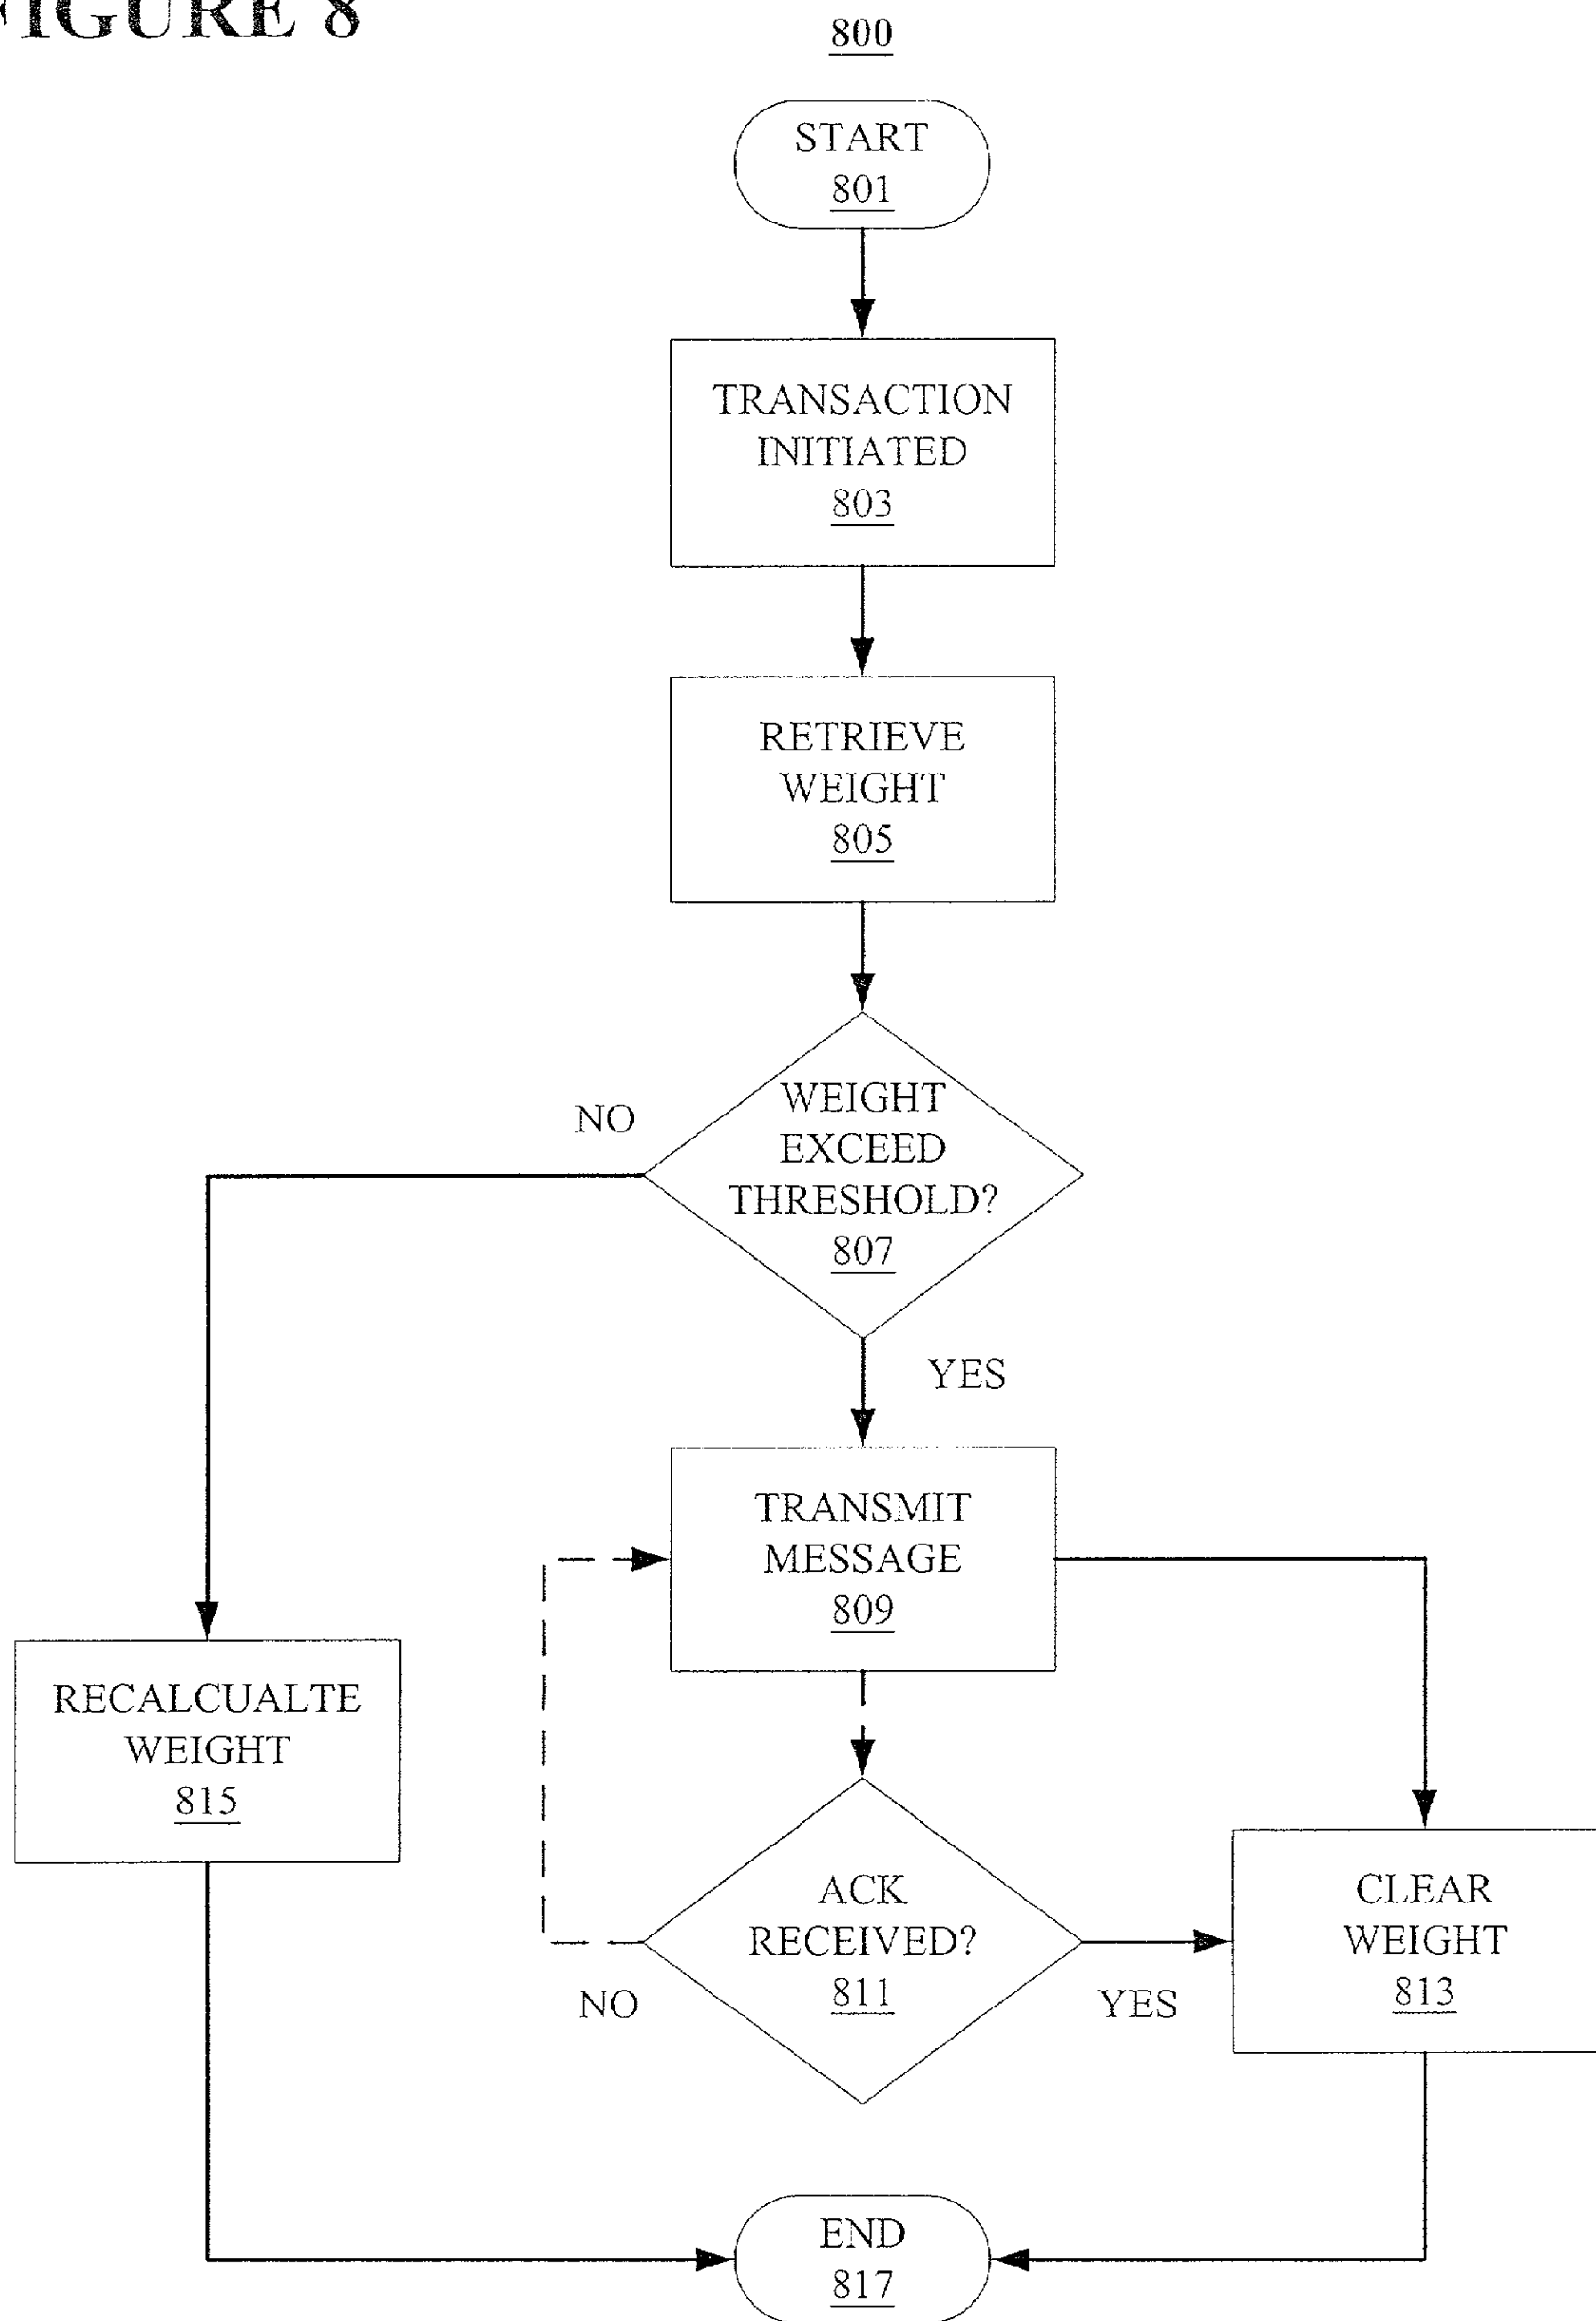 FIGURE 8
800
START
801
TRANSACTION
INITIATED
803
RETRIEVE
WEIGHT
805
WEIGHT
EXCEED
THRESHOLD?
807
NO
YES
TRANSMIT
MESSAGE
809
RECALCUALTE
WEIGHT
815
ACK
RECEIVED?
811
NO
YES
CLEAR
WEIGHT
813
END
817